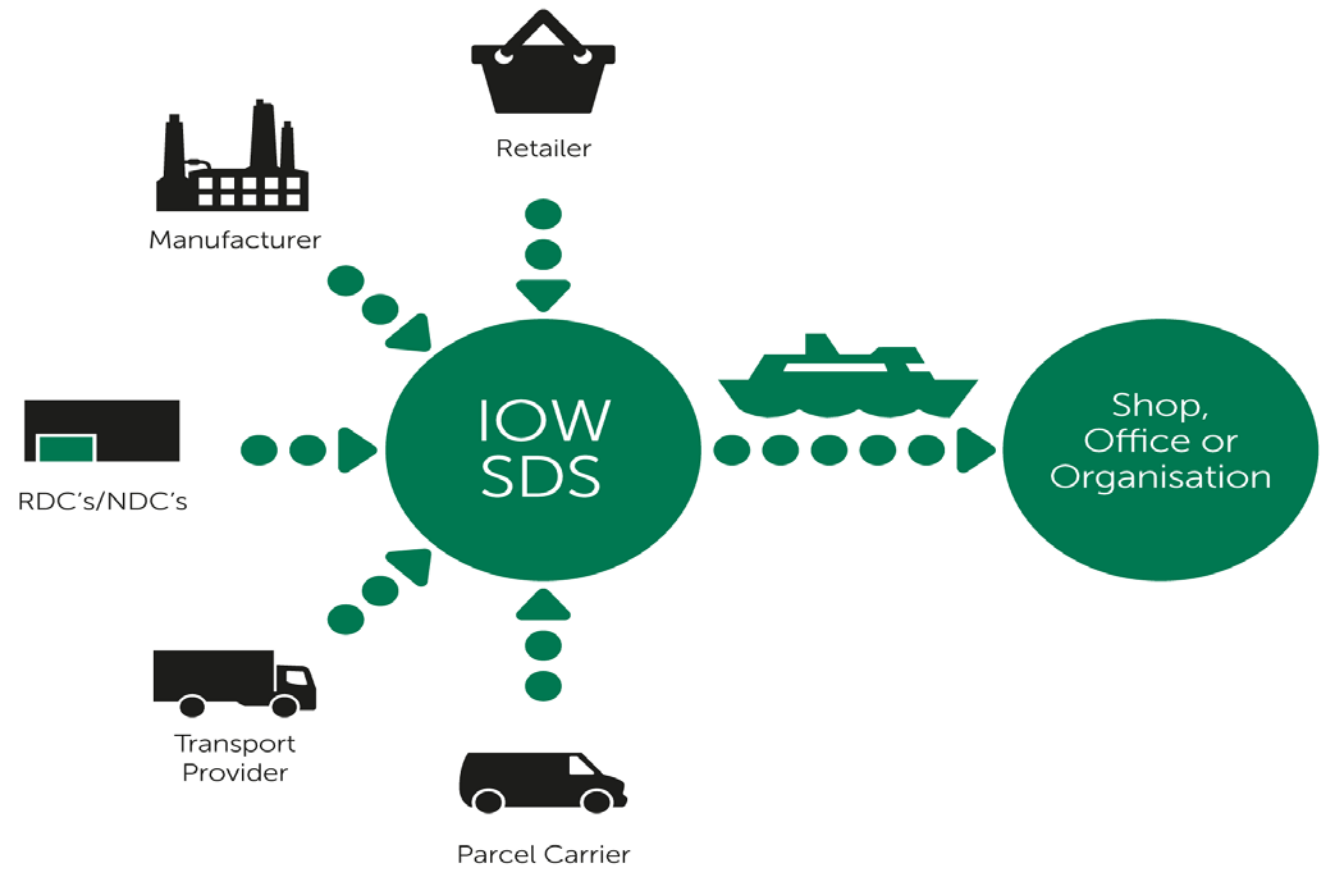 Retailer
Manufacturer
IOW
SDS
Shop,
Office or
Organisation
RDC's/NDC's
Transport
Provider
Parcel Carrier